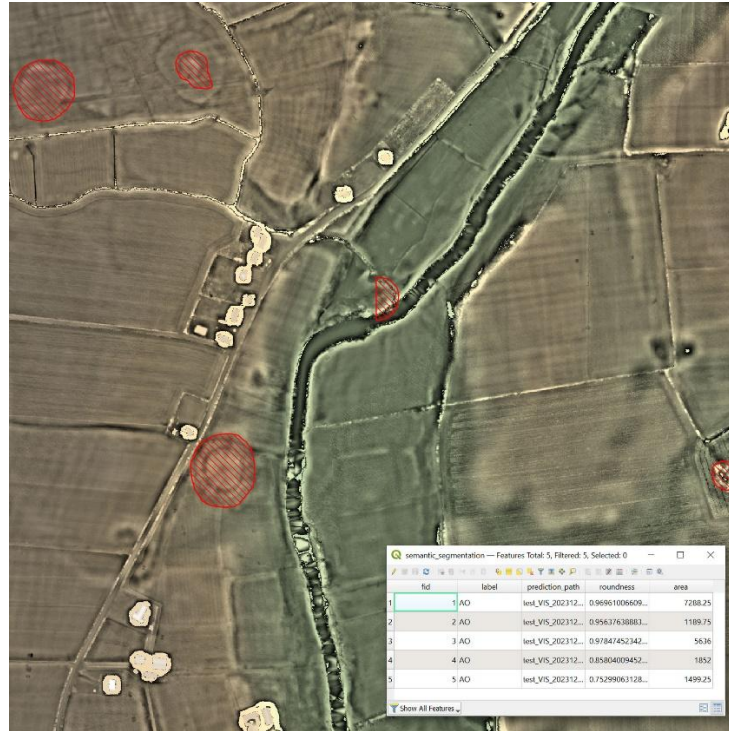 semantic_segmentation — Features Total: 5, Filtered: 5, Selected: 0
fid label prediction_path roundness area
1 1 AO test_VIS_202312... 0.96961006609... 7288.25
2 2 AO test_VIS_202312... 0.95637638883... 1189.75
3 3 AO test_VIS_202312... 0.97847452342... 5636
4 4 AO test_VIS_202312... 0.85804009452... 1852
5 5 AO test_VIS_202312... 0.75299063128... 1499.25
Show All Features